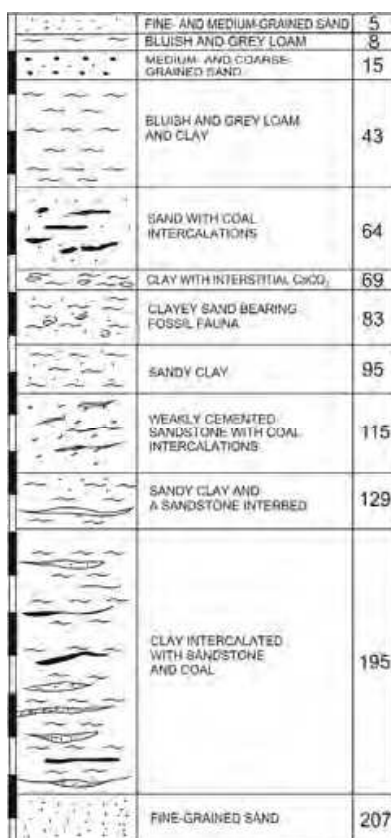 FINE- AND MEDIUM-GRAINED SAND 5
BLUISH AND GREY LOAM 8
MEDIUM- AND COARSE-
GRAINED SAND 15
BLUISH AND GREY LOAM
AND CLAY 43
SAND WITH COAL
INTERCALATIONS 64
CLAY WITH INTERSTITIAL CaCO₃ 69
CLAYEY SAND BEARING
FOSSIL FAUNA 83
SANDY CLAY 95
WEAKLY CEMENTED
SANDSTONE WITH COAL
INTERCALATIONS 115
SANDY CLAY AND
A SANDSTONE INTERBED 129
CLAY INTERCALATED
WITH SANDSTONE
AND COAL 195
FINE-GRAINED SAND 207